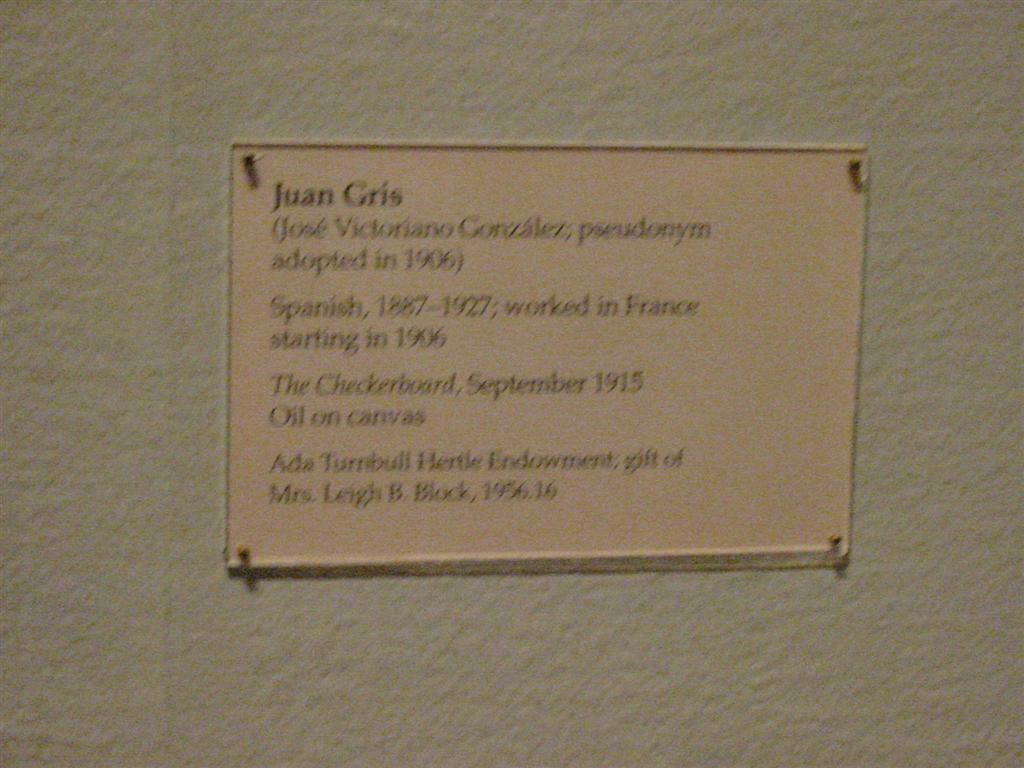 Juan Gris
(José Victoriano González; pseudonym
adopted in 1906)
Spanish, 1887–1927; worked in France
starting in 1906
The Checkerboard, September 1915
Oil on canvas
Ada Turnbull Hertle Endowment; gift of
Mrs. Leigh B. Block, 1956.16